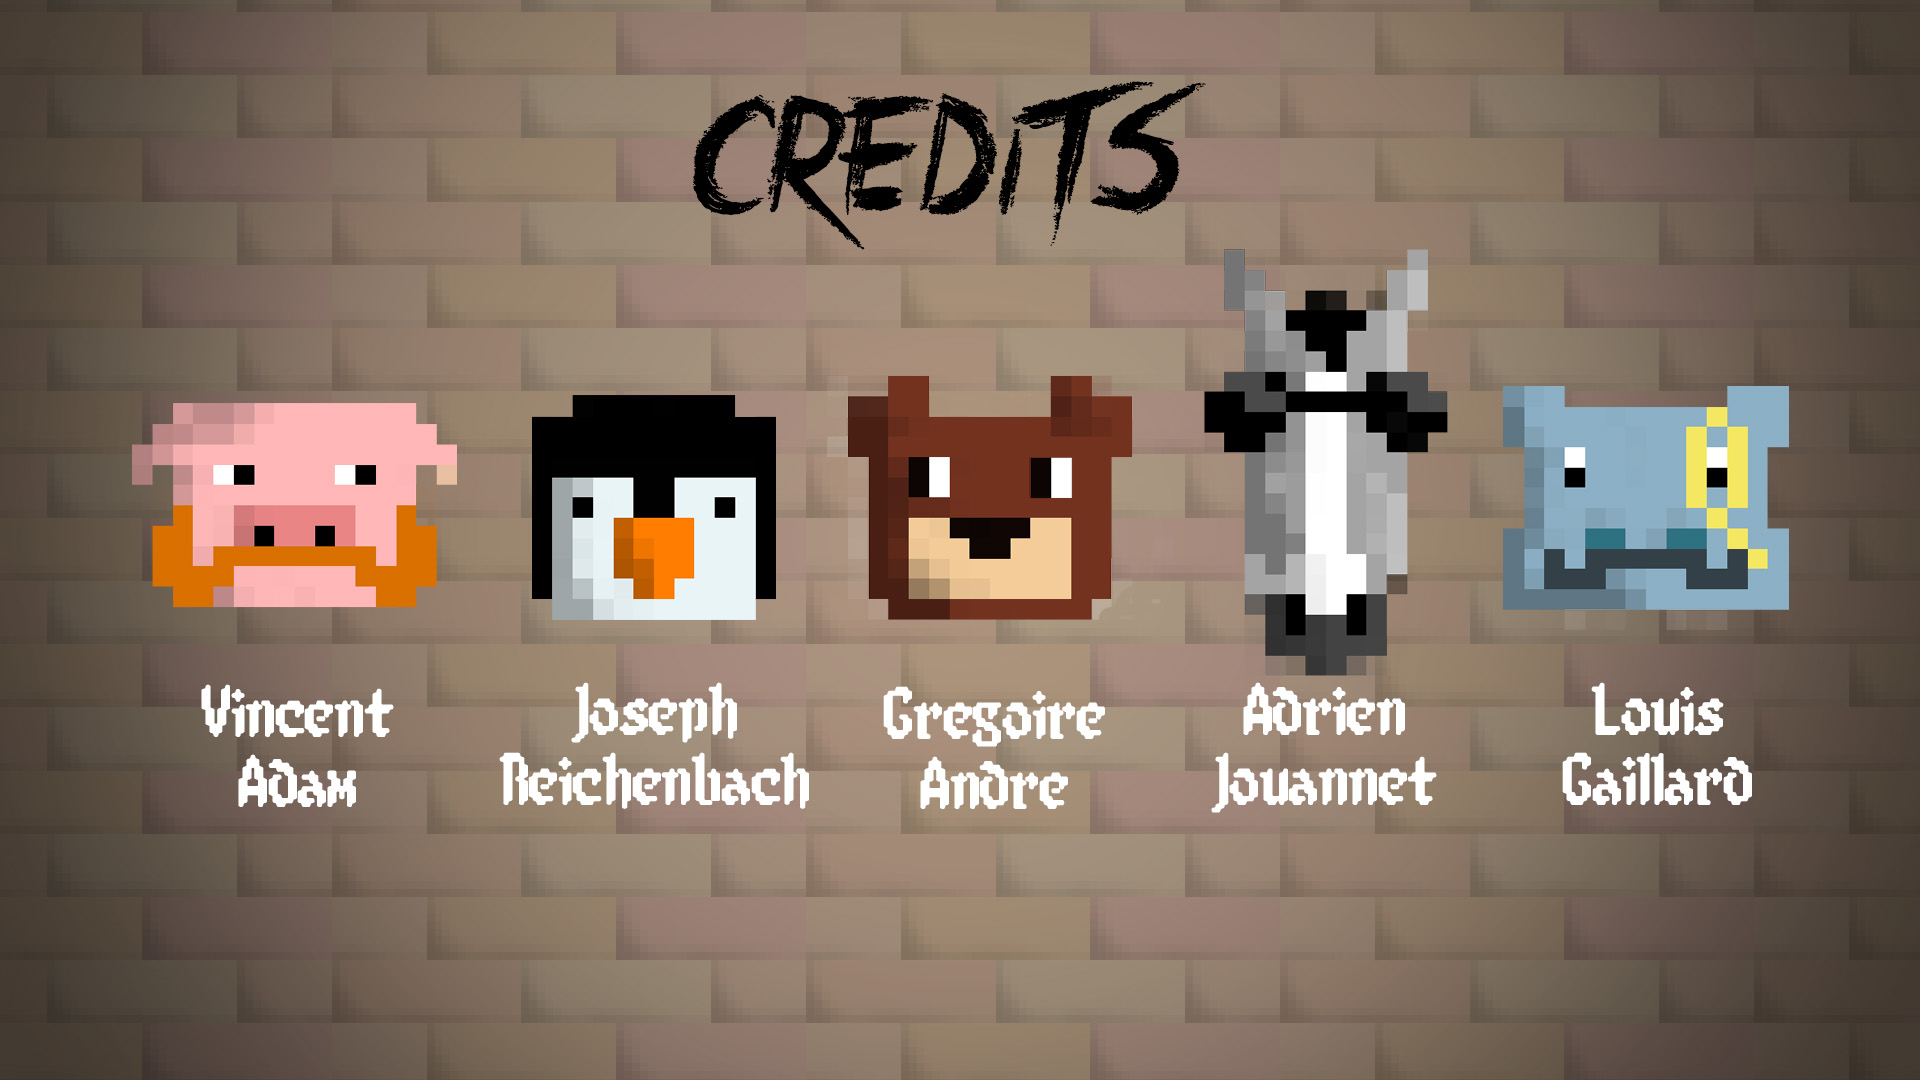 CREDITS
Vincent
Adam
Joseph
Reichenbach
Gregoire
Andre
Adrien
Jouannet
Louis
Gaillard